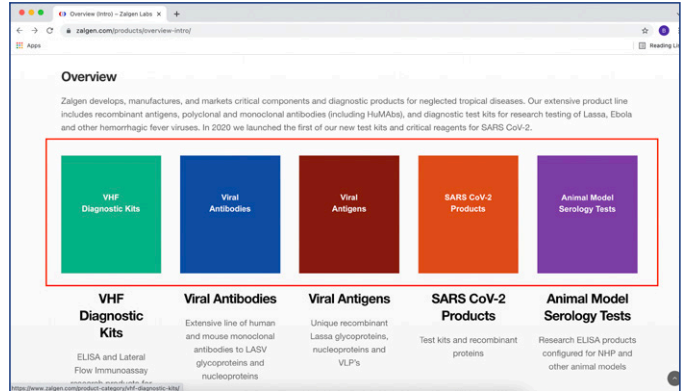 Overview (Intro) – Zalgen Labs
zalgen.com/products/overview-intro/
Apps
Reading Li
Overview
Zalgen develops, manufactures, and markets critical components and diagnostic products for neglected tropical diseases. Our extensive product line
includes recombinant antigens, polyclonal and monoclonal antibodies (including HuMAbs), and diagnostic test kits for research testing of Lassa, Ebola
and other hemorrhagic fever viruses. In 2020 we launched the first of our new test kits and critical reagents for SARS CoV-2.
VHF
Diagnostic Kits
Viral
Antibodies
Viral
Antigens
SARS CoV-2
Products
Animal Model
Serology Tests
VHF
Diagnostic
Kits
ELISA and Lateral
Flow Immunoassay
research products for
Viral Antibodies
Extensive line of human
and mouse monoclonal
antibodies to LASV
glycoproteins and
nucleoproteins
Viral Antigens
Unique recombinant
Lassa glycoproteins,
nucleoproteins and
VLP's
SARS CoV-2
Products
Test kits and recombinant
proteins
Animal Model
Serology Tests
Research ELISA products
configured for NHP and
other animal models
https://www.zalgen.com/product-category/vhf-diagnostic-kits/